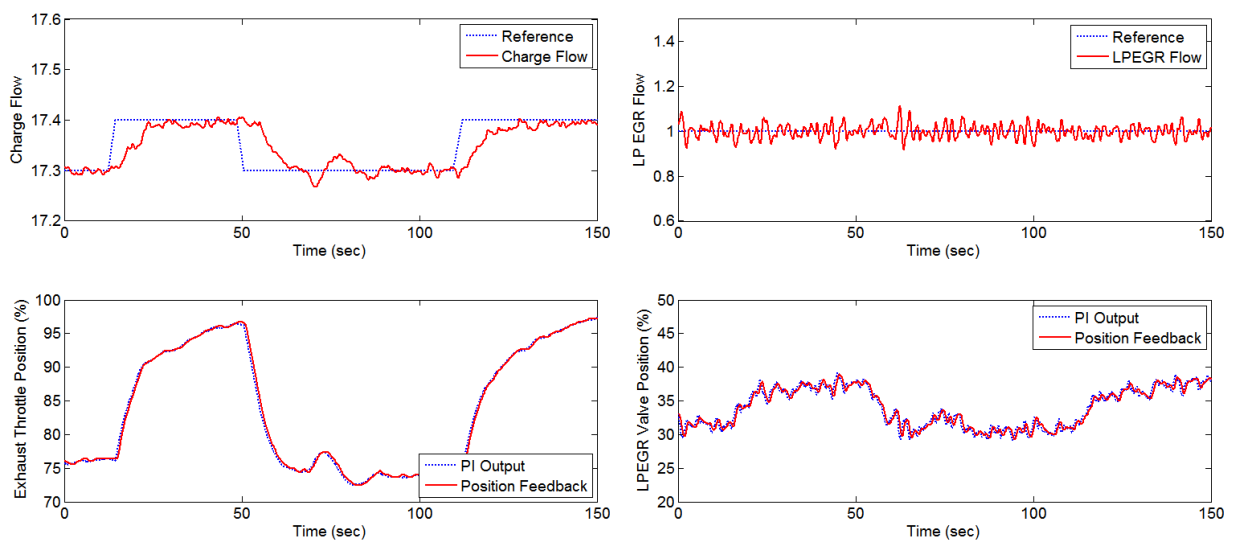 17.6
17.5
17.4
17.3
17.2
Charge Flow
Reference
Charge Flow
0
50
100
150
Time (sec)
1.4
1.2
1
0.8
0.6
LP EGR Flow
Reference
LPEGR Flow
0
50
100
150
Time (sec)
100
95
90
85
80
75
70
Exhaust Throttle Position (%)
PI Output
Position Feedback
0
50
100
150
Time (sec)
50
45
40
35
30
25
20
LPEGR Valve Position (%)
PI Output
Position Feedback
0
50
100
150
Time (sec)